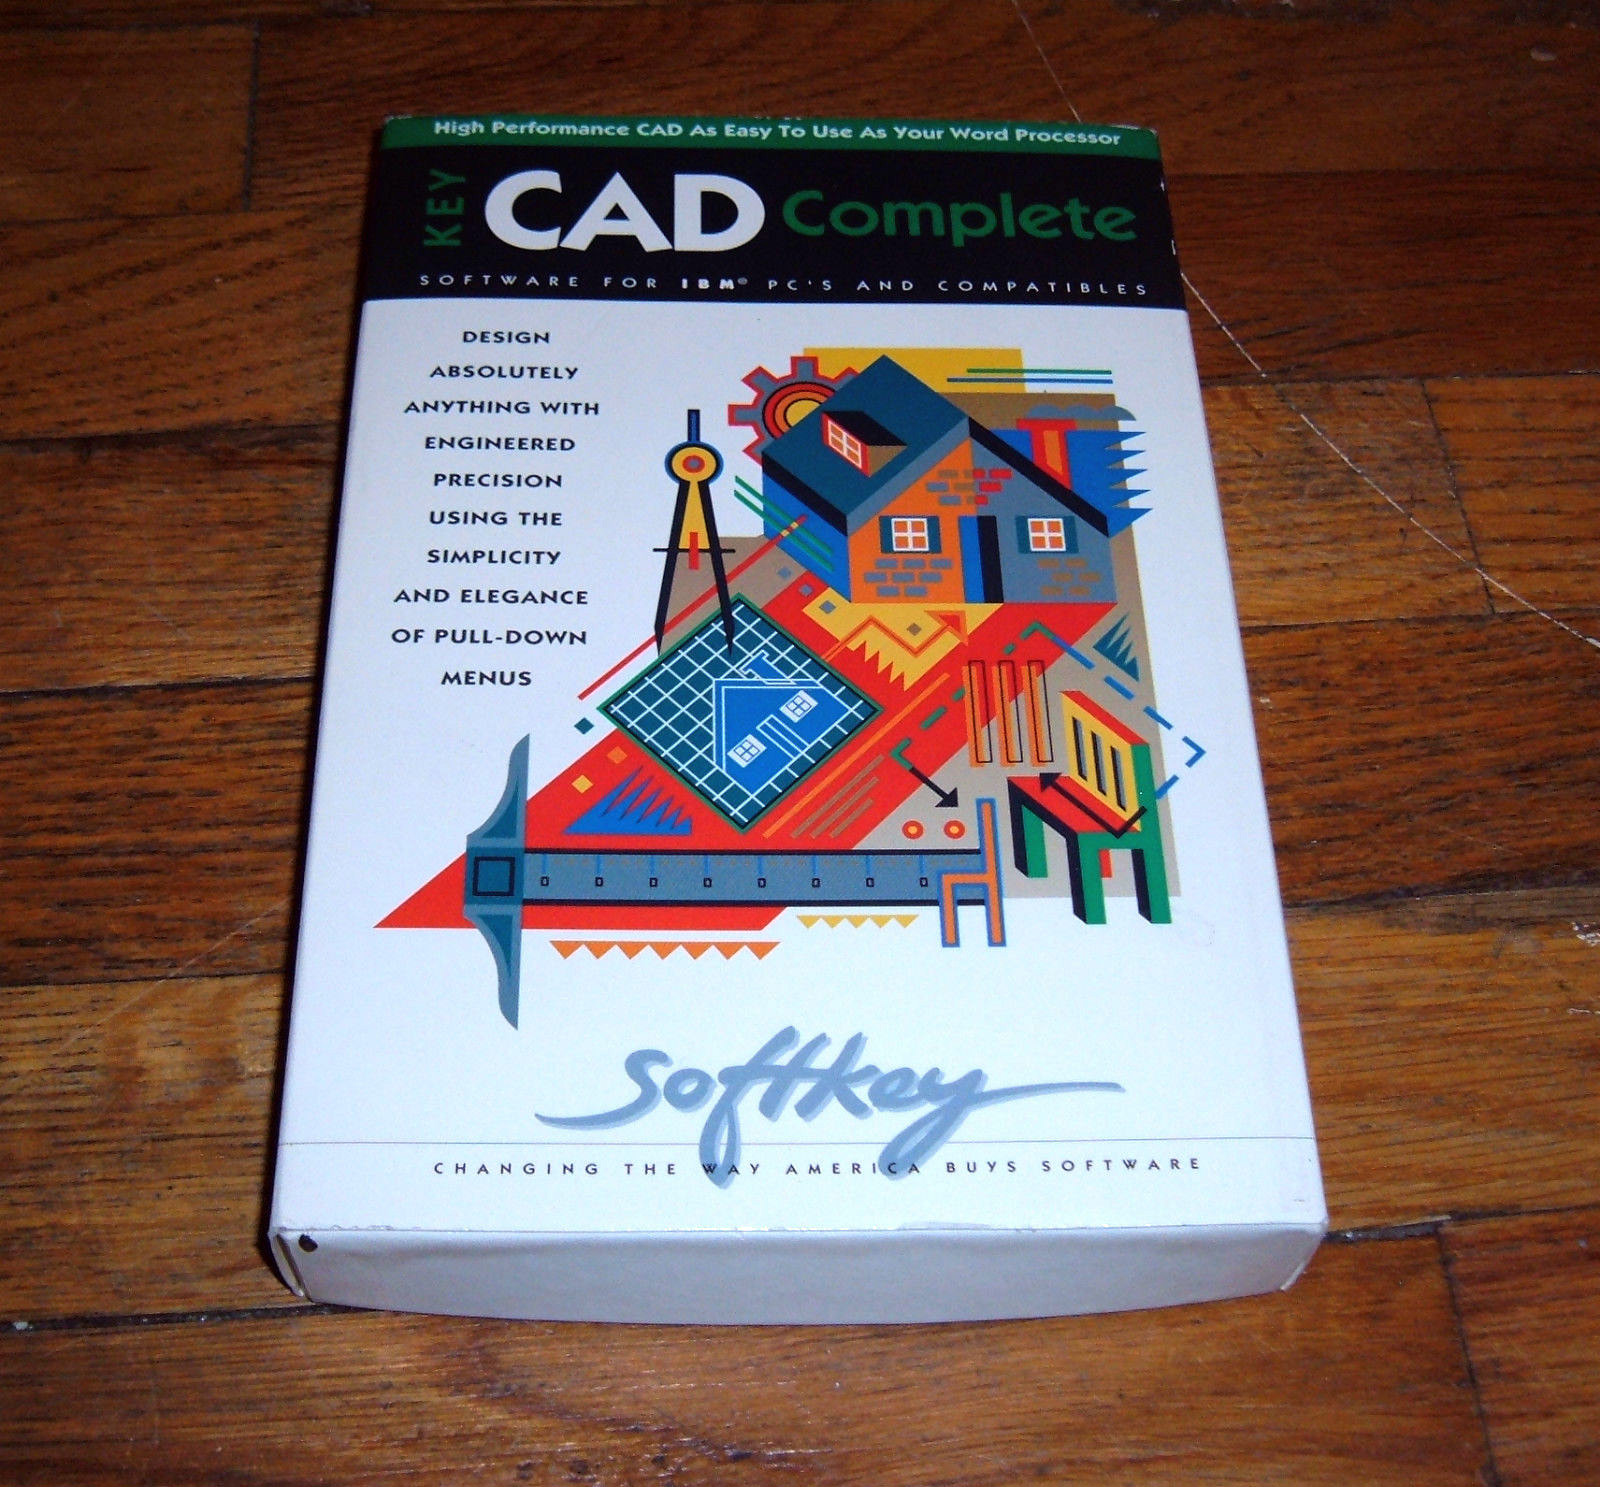 High Performance CAD As Easy To Use As Your Word Processor
KEY CAD Complete
SOFTWARE FOR IBM® PC'S AND COMPATIBLES
DESIGN
ABSOLUTELY
ANYTHING WITH
ENGINEERED
PRECISION
USING THE
SIMPLICITY
AND ELEGANCE
OF PULL-DOWN
MENUS
softkey
CHANGING THE WAY AMERICA BUYS SOFTWARE